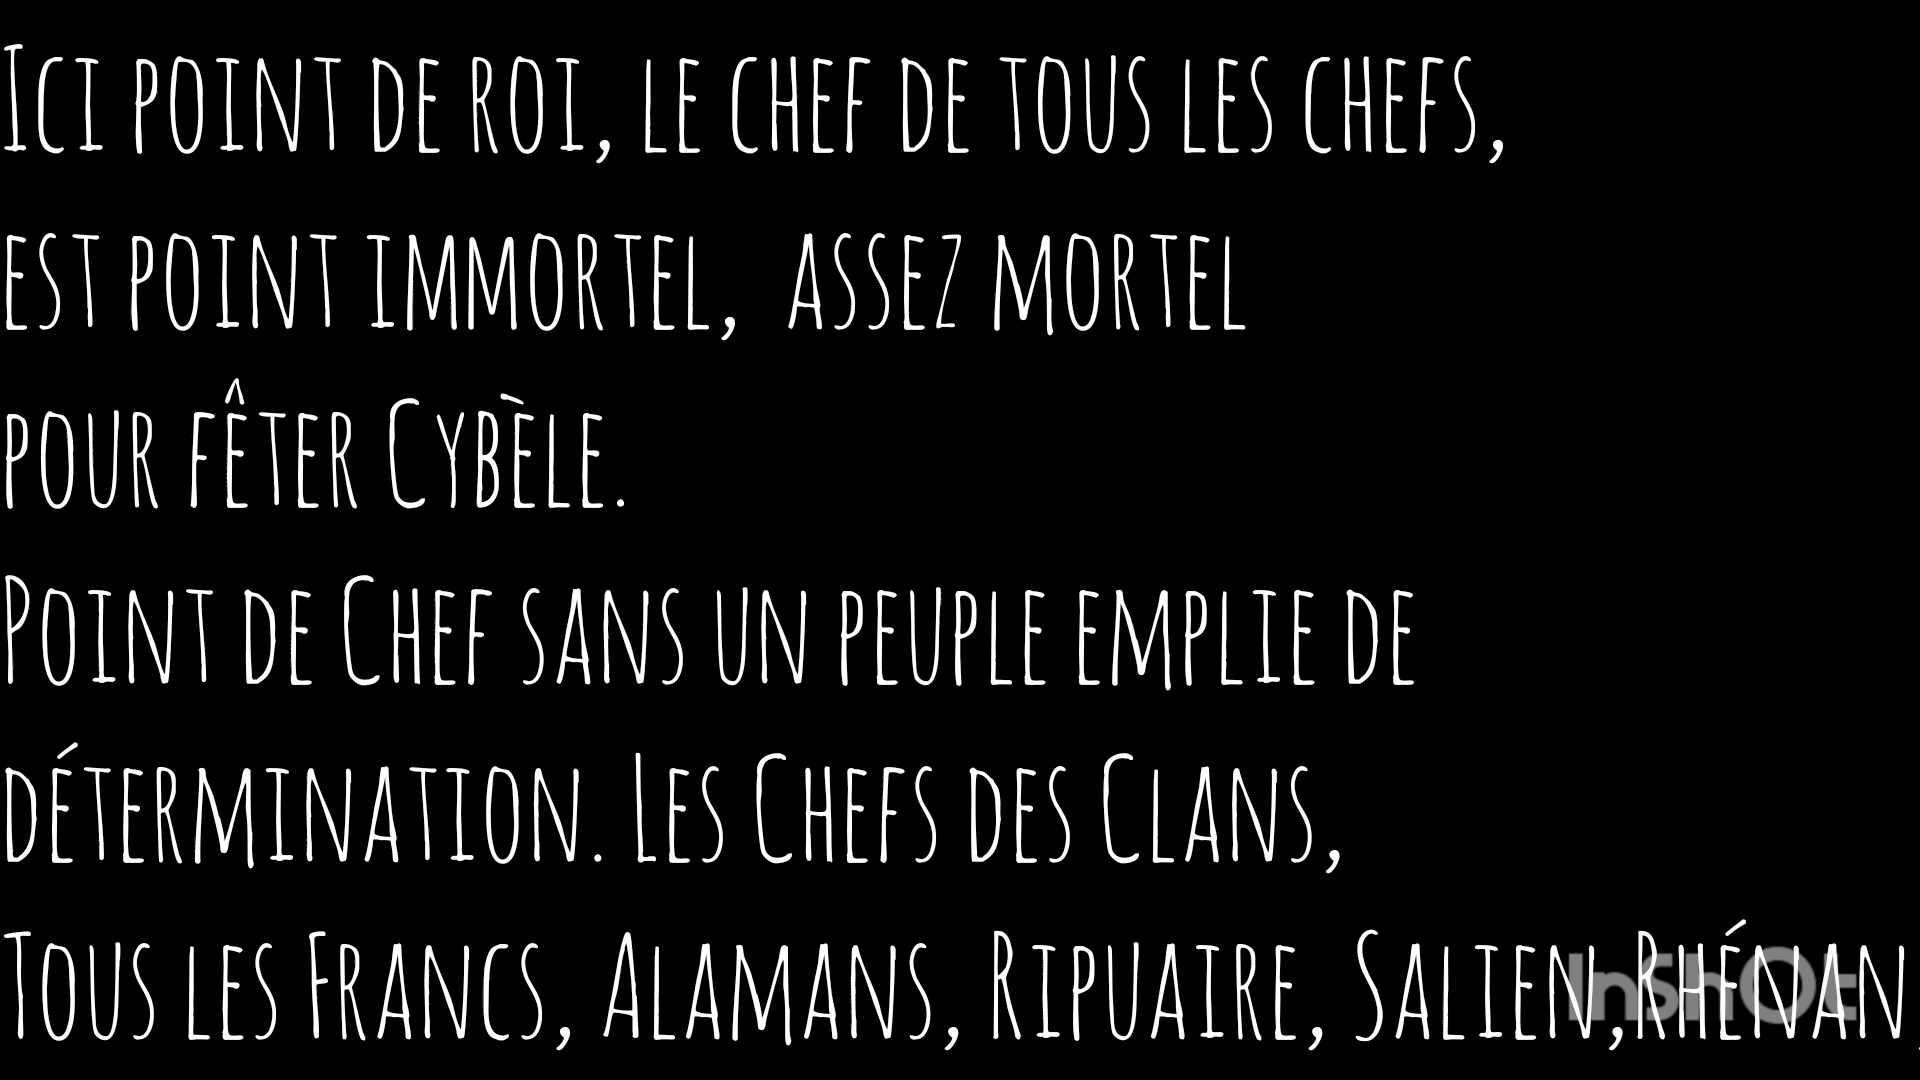 Ici point de roi, le chef de tous les chefs,
est point immortel,  assez mortel
pour fêter Cybèle.
Point de Chef sans un peuple emplie de
détermination. Les Chefs des Clans,
Tous les Francs, Alamans, Ripuaire, Salien,Rhénan,
InShOt